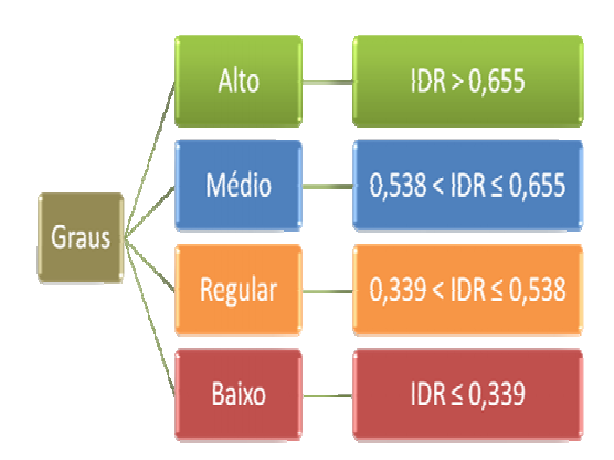 Graus
Alto
IDR > 0,655
Médio
0,538 < IDR ≤ 0,655
Regular
0,339 < IDR ≤ 0,538
Baixo
IDR ≤ 0,339